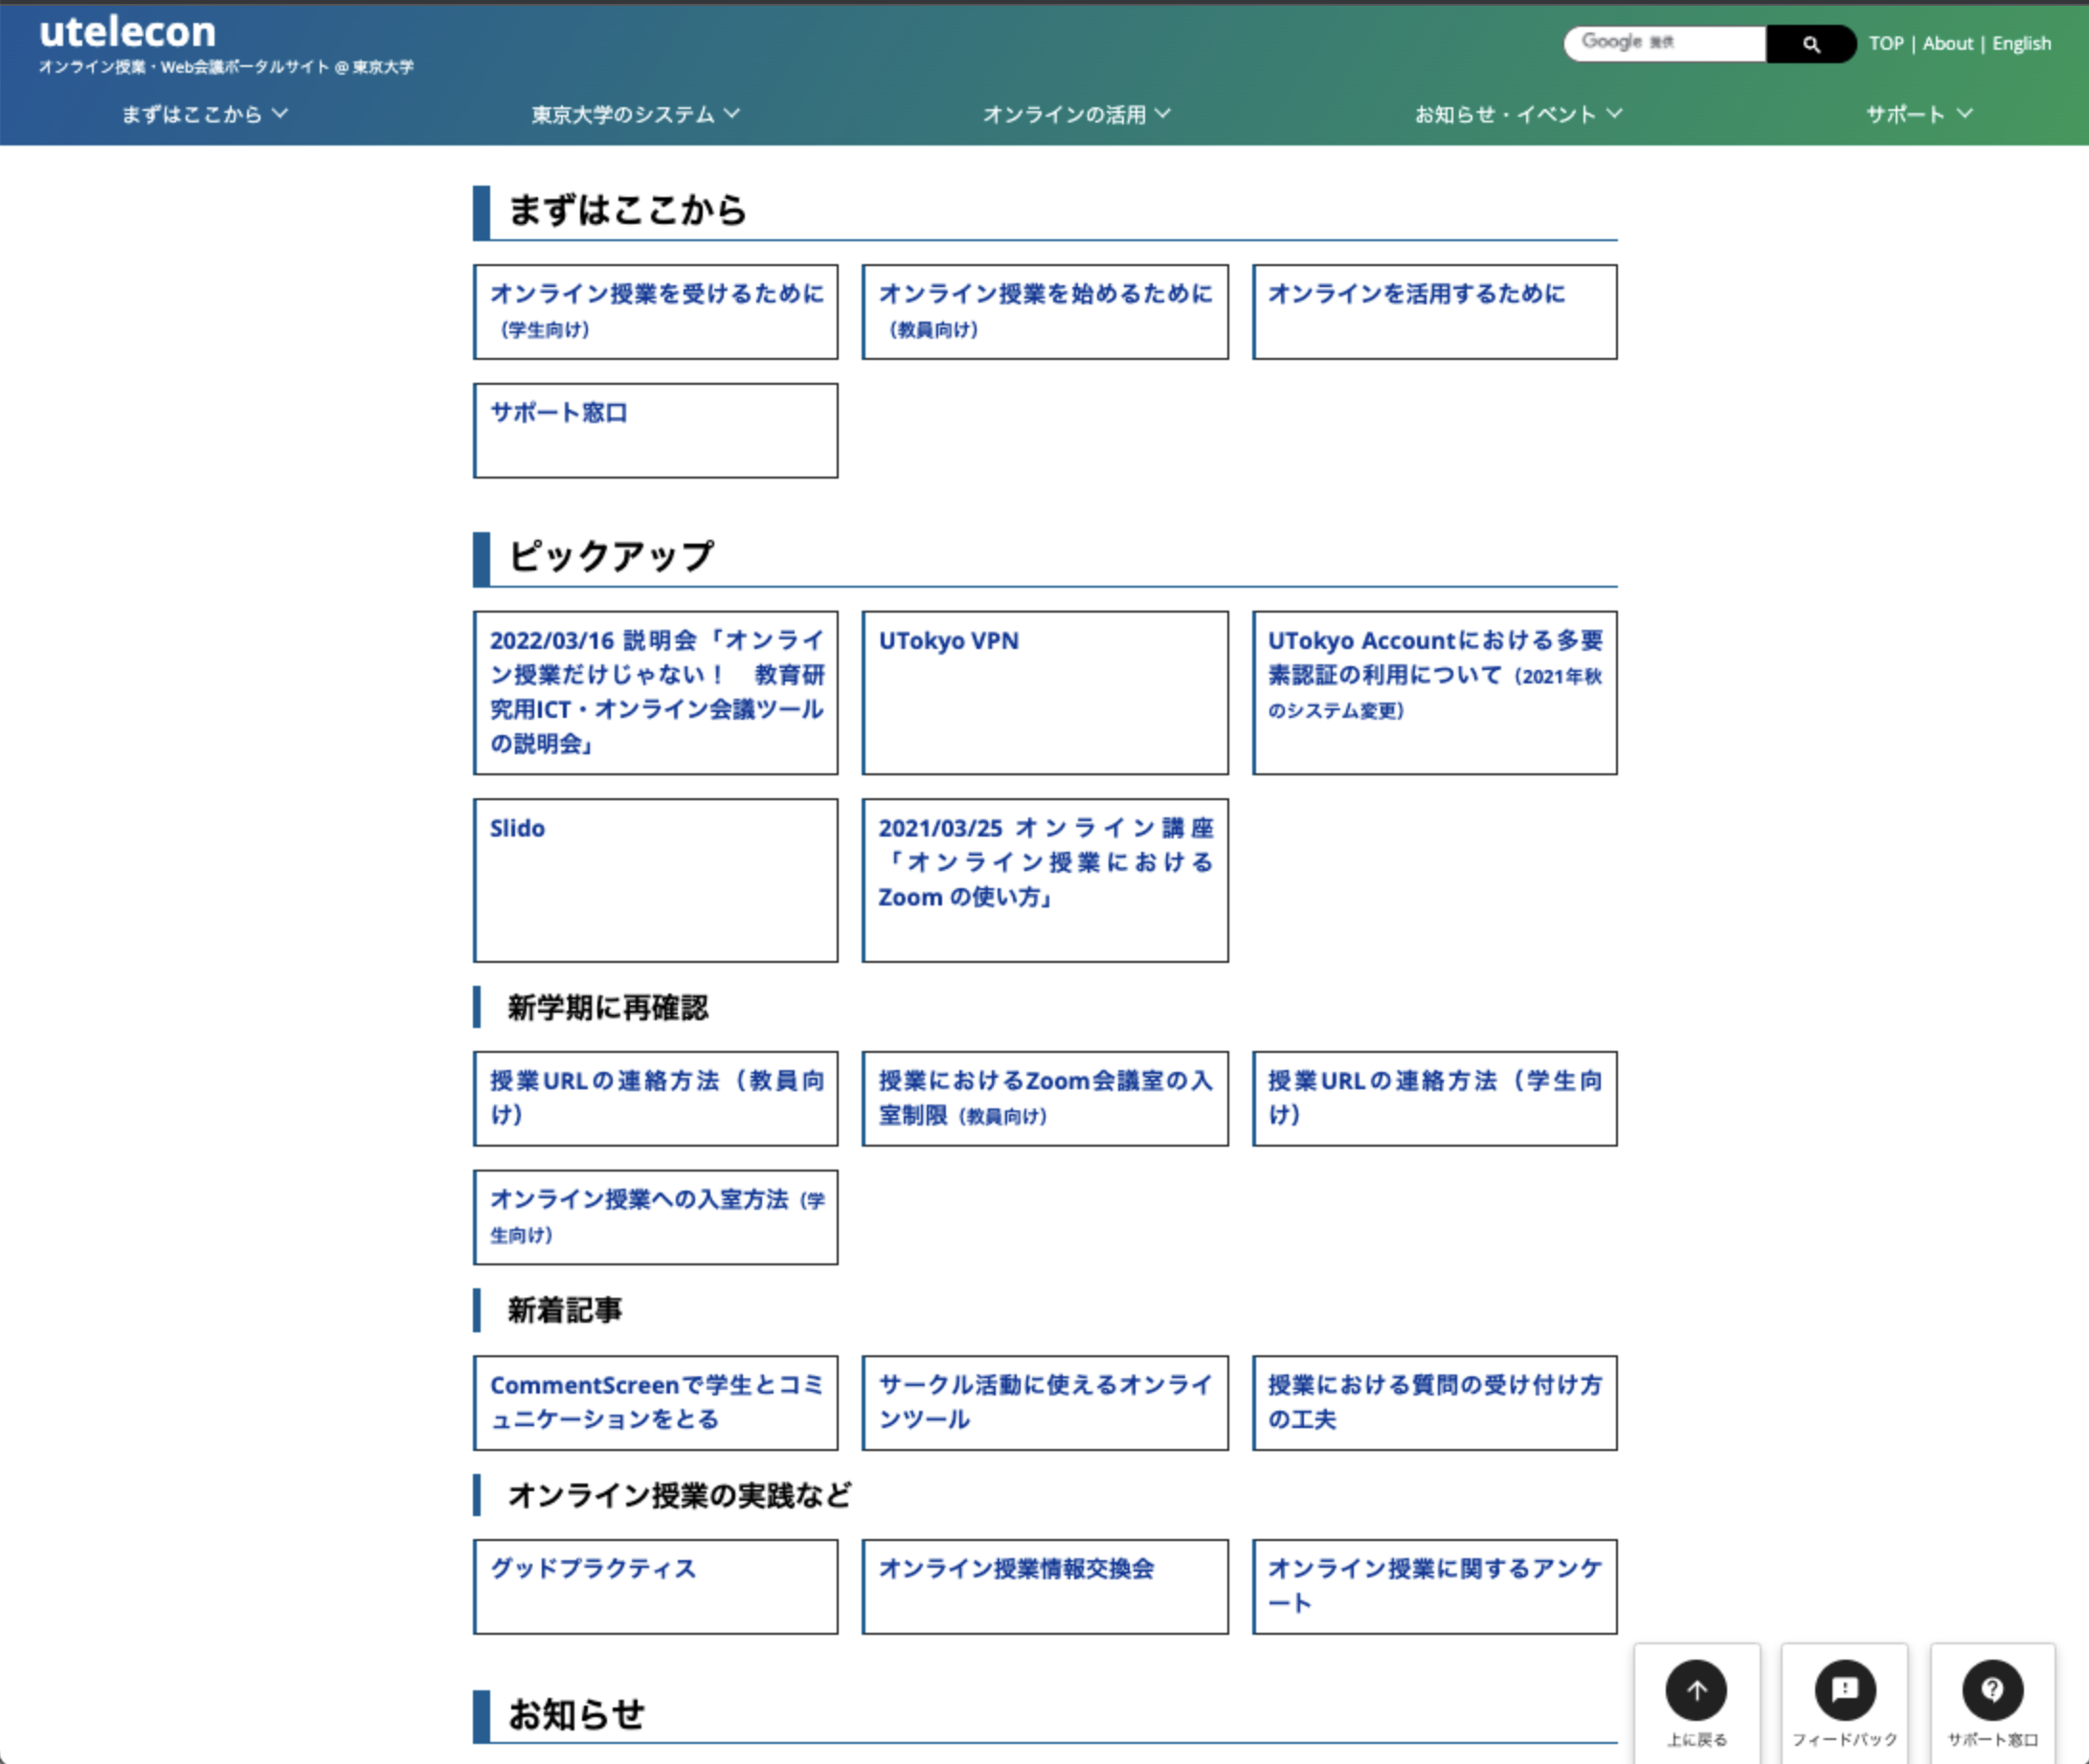 utelecon
オンライン授業・Web会議ポータルサイト @ 東京大学
Google 提供
TOP | About | English
まずはここから
東京大学のシステム
オンラインの活用
お知らせ・イベント
サポート
まずはここから
オンライン授業を受けるために
（学生向け）
オンライン授業を始めるために
（教員向け）
オンラインを活用するために
サポート窓口
ピックアップ
2022/03/16 説明会「オンライ
ン授業だけじゃない！　教育研
究用ICT・オンライン会議ツール
の説明会」
UTokyo VPN
UTokyo Accountにおける多要
素認証の利用について（2021年秋
のシステム変更）
Slido
2021/03/25 オンライン講座
「オンライン授業における
Zoom の使い方」
新学期に再確認
授業URLの連絡方法（教員向
け）
授業におけるZoom会議室の入
室制限（教員向け）
授業URLの連絡方法（学生向
け）
オンライン授業への入室方法（学
生向け）
新着記事
CommentScreenで学生とコミ
ュニケーションをとる
サークル活動に使えるオンライ
ンツール
授業における質問の受け付け方
の工夫
オンライン授業の実践など
グッドプラクティス
オンライン授業情報交換会
オンライン授業に関するアンケ
ート
お知らせ
上に戻る
フィードバック
サポート窓口